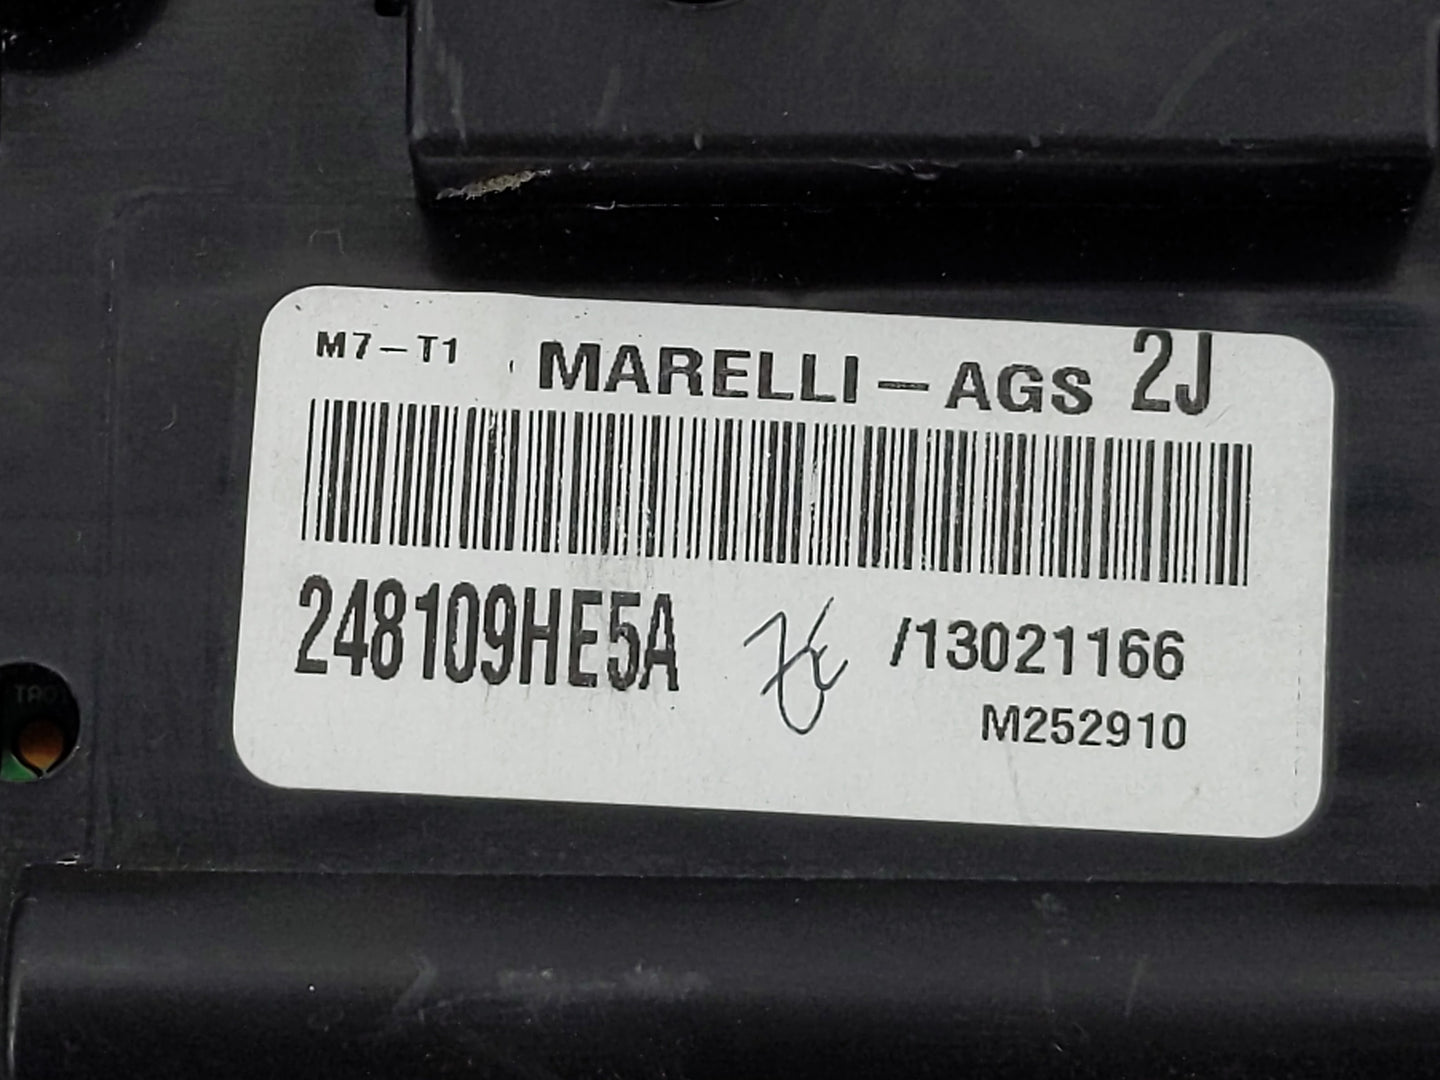 M7-T1 MARELLI-AGS 2J
248109HE5A /13021166
M252910